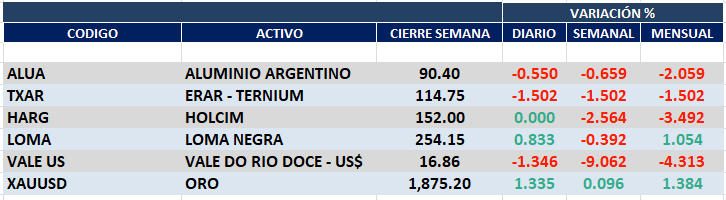 VARIACIÓN %
CODIGO ACTIVO CIERRE SEMANA DIARIO SEMANAL MENSUAL
ALUA ALUMINIO ARGENTINO 90.40 -0.550 -0.659 -2.059
TXAR ERAR - TERNIUM 114.75 -1.502 -1.502 -1.502
HARG HOLCIM 152.00 0.000 -2.564 -3.492
LOMA LOMA NEGRA 254.15 0.833 -0.392 1.054
VALE US VALE DO RIO DOCE - US$ 16.86 -1.346 -9.062 -4.313
XAUUSD ORO 1,875.20 1.335 0.096 1.384